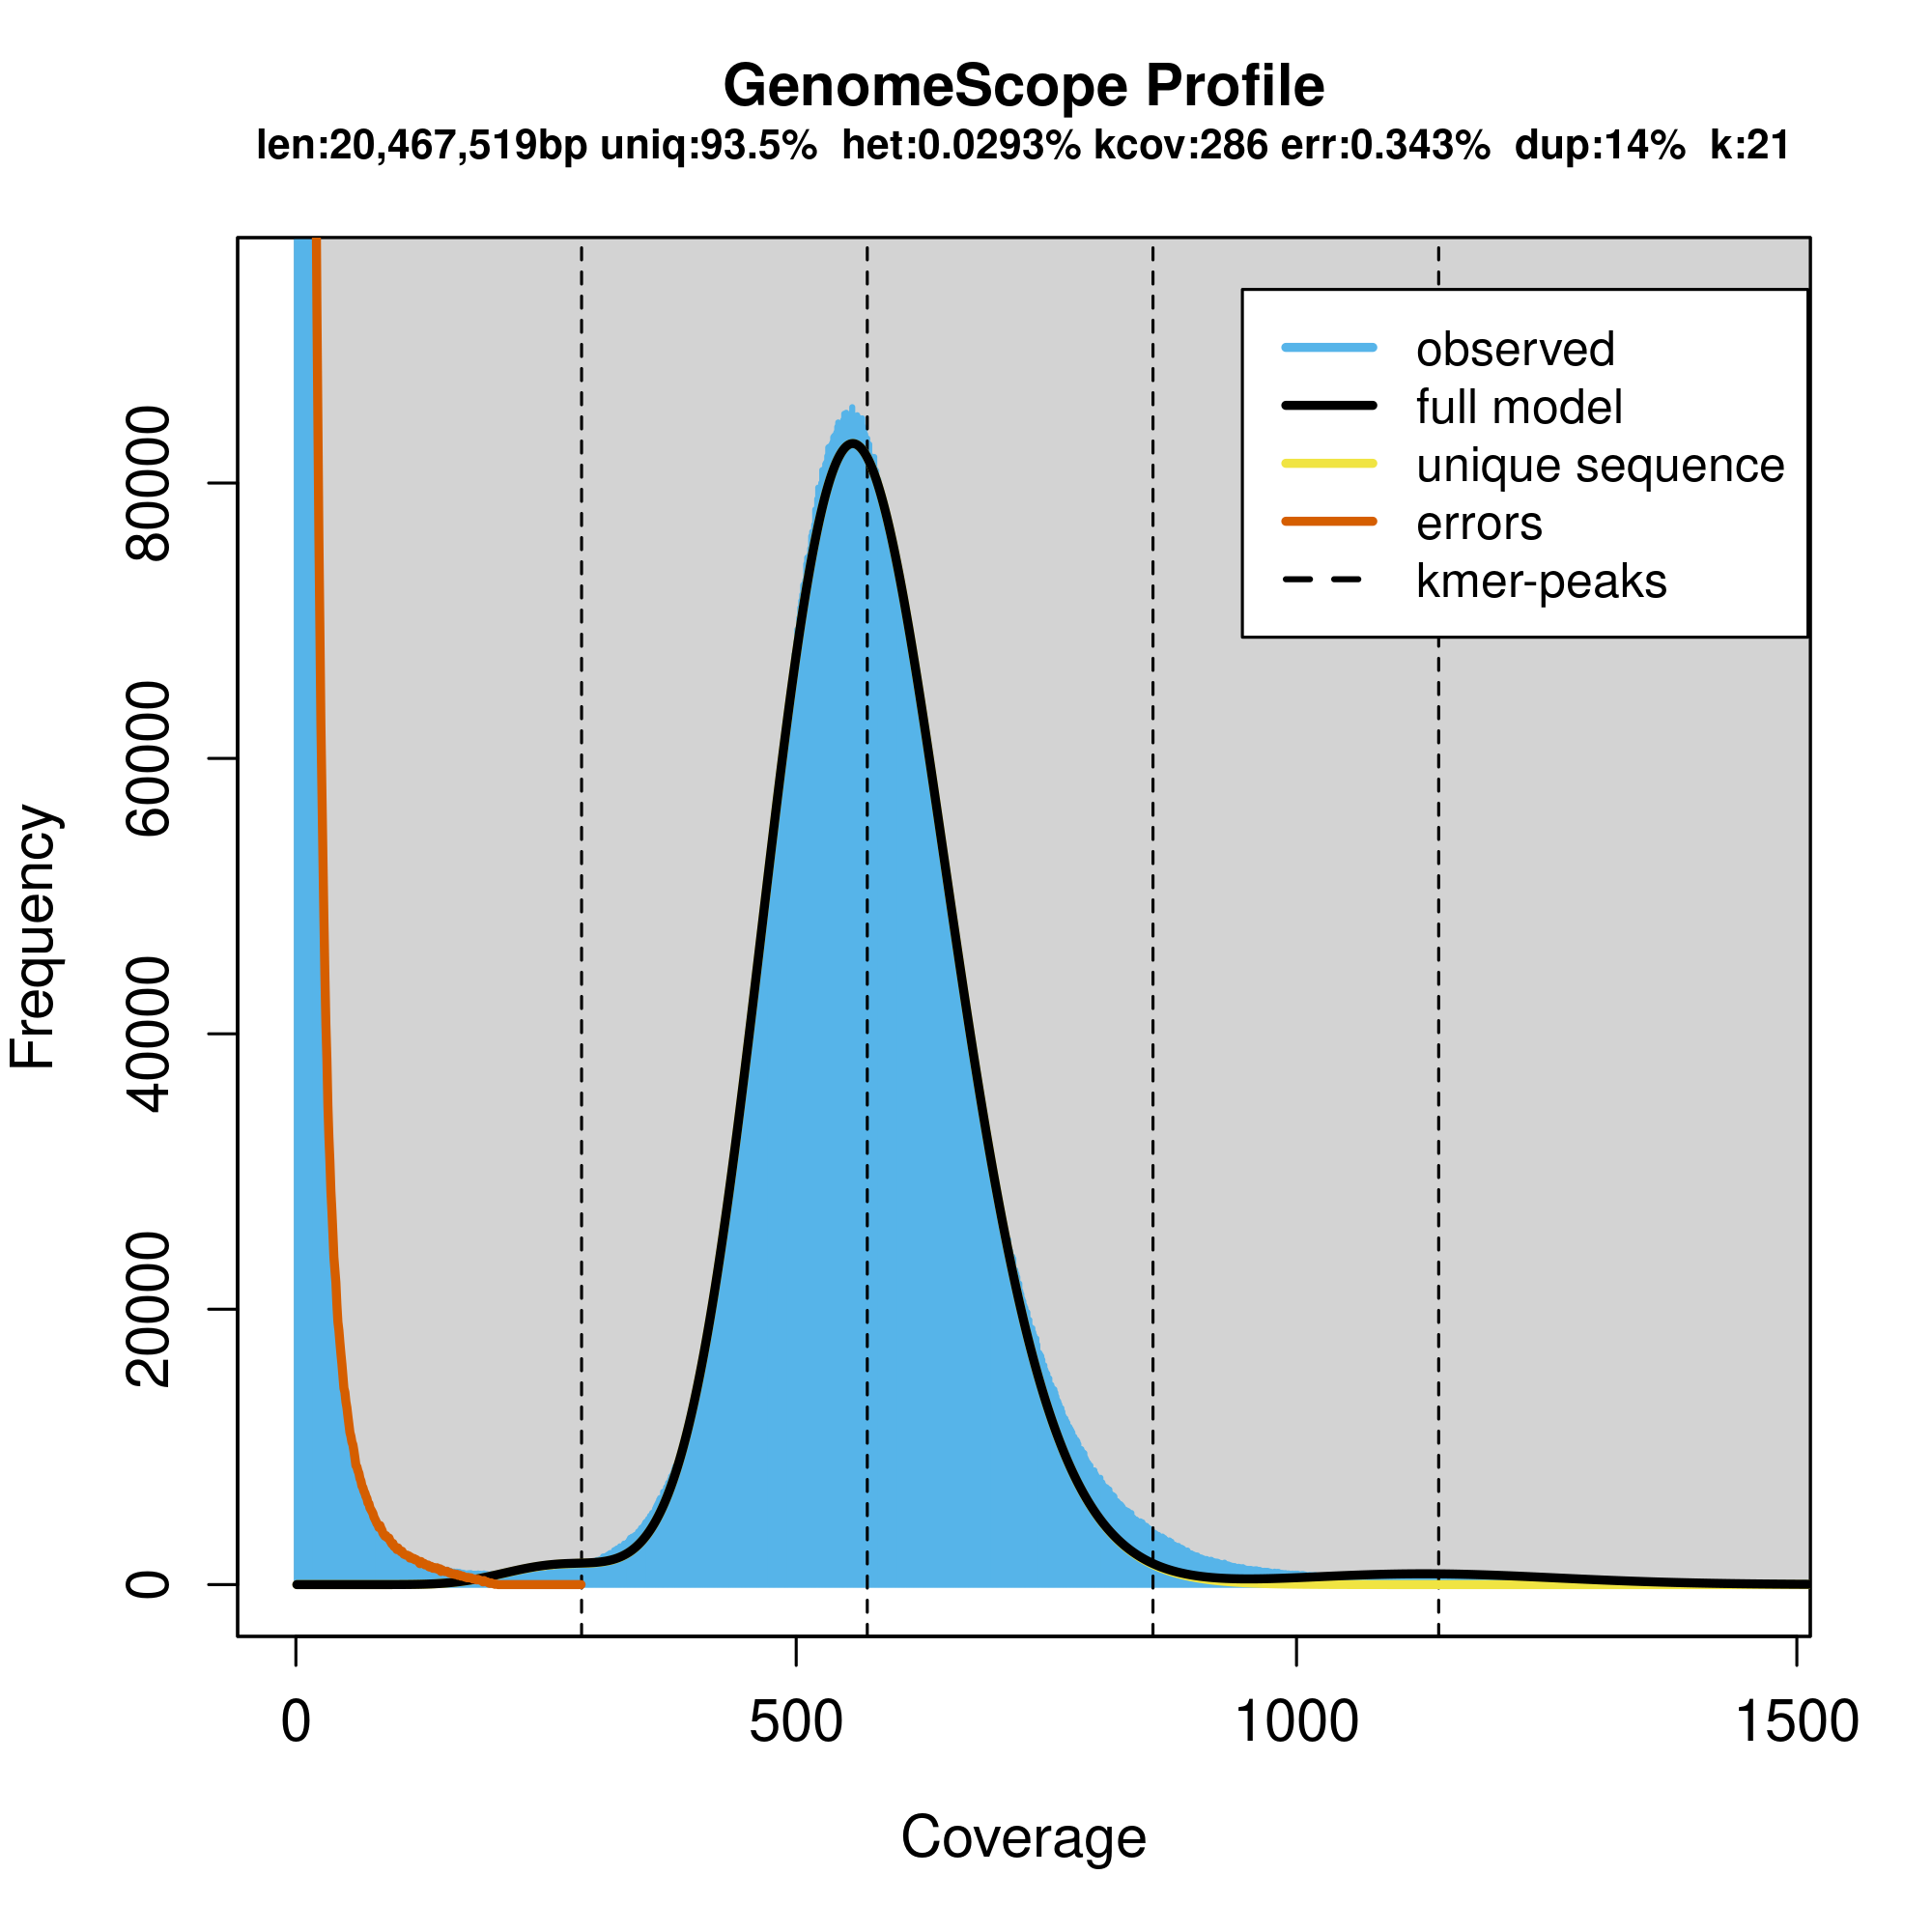 GenomeScope Profile
len:20,467,519bp uniq:93.5% het:0.0293% kcov:286 err:0.343% dup:14% k:21
observed
full model
unique sequence
errors
kmer-peaks
Frequency
80000
60000
40000
20000
0
0 500 1000 1500
Coverage